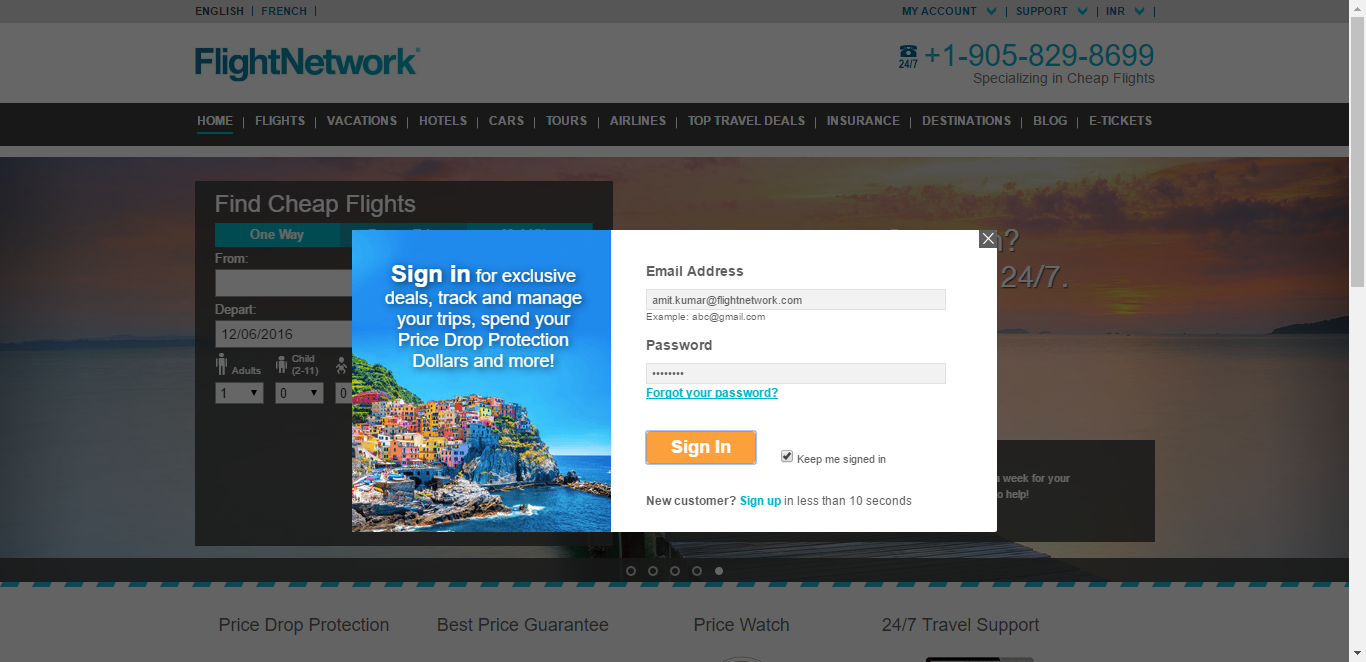 ENGLISH | FRENCH |
MY ACCOUNT | SUPPORT | INR |
FlightNetwork®
24/7 +1-905-829-8699
Specializing in Cheap Flights
HOME | FLIGHTS | VACATIONS | HOTELS | CARS | TOURS | AIRLINES | TOP TRAVEL DEALS | INSURANCE | DESTINATIONS | BLOG | E-TICKETS
Find Cheap Flights
One Way
From:
Depart:
12/06/2016
Adults
Child
(2-11)
1 0 0
?
24/7.
Sign in for exclusive
deals, track and manage
your trips, spend your
Price Drop Protection
Dollars and more!
Email Address
amit.kumar@flightnetwork.com
Example: abc@gmail.com
Password
••••••••
Forgot your password?
Sign In
Keep me signed in
New customer? Sign up in less than 10 seconds
week for your
to help!
Price Drop Protection
Best Price Guarantee
Price Watch
24/7 Travel Support